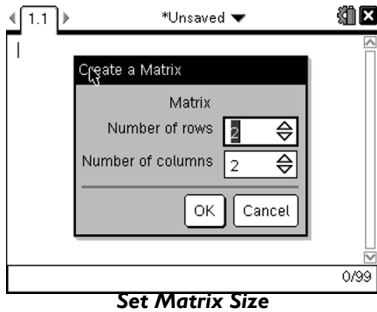 1.1 *Unsaved
Create a Matrix
Matrix
Number of rows 2
Number of columns 2
OK Cancel
0/99
Set Matrix Size